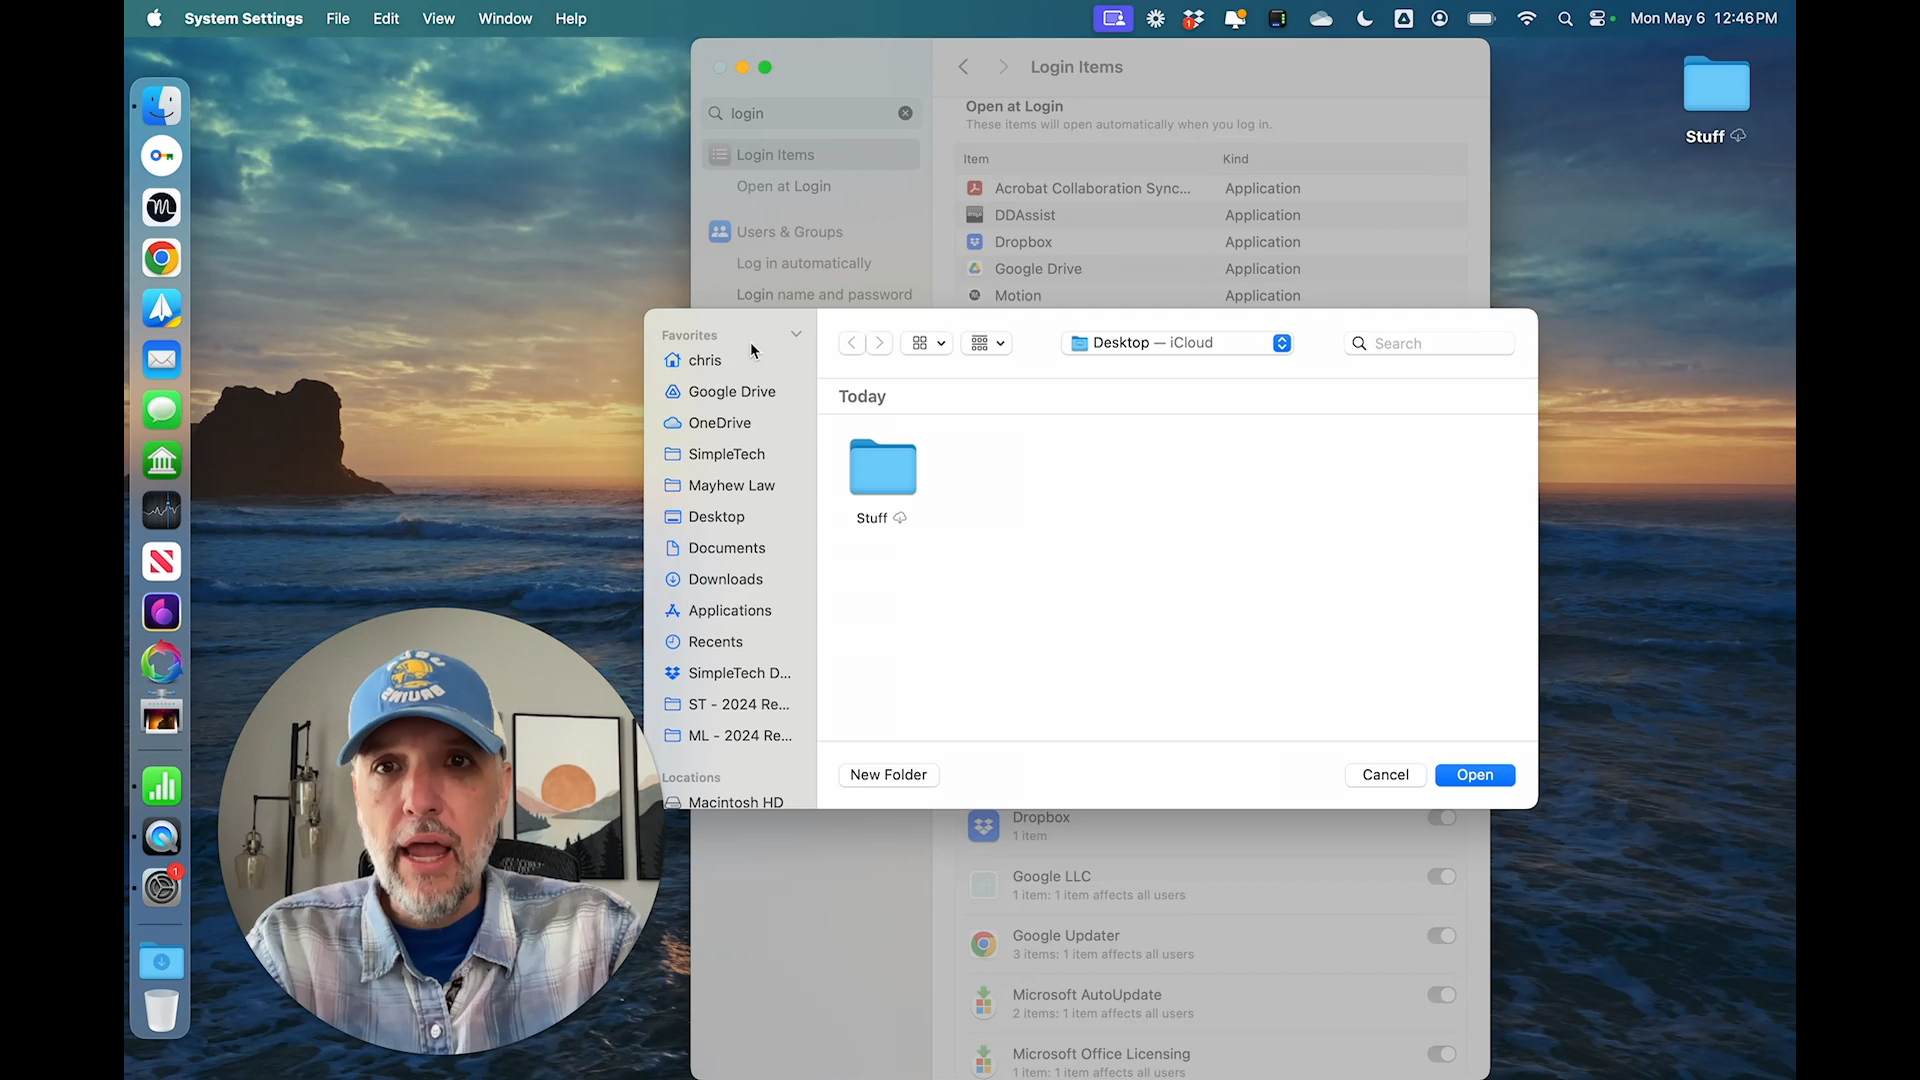 System Settings File Edit View Window Help
1
Mon May 6 12:46 PM
Stuff
login
Login Items
Open at Login
Users & Groups
Log in automatically
Login name and password
Login Items
Open at Login
These items will open automatically when you log in.
Item Kind
Acrobat Collaboration Sync... Application
DDAssist Application
Dropbox Application
Google Drive Application
Motion Application
Favorites
chris
Google Drive
OneDrive
SimpleTech
Mayhew Law
Desktop
Documents
Downloads
Applications
Recents
SimpleTech D...
ST - 2024 Re...
ML - 2024 Re...
Locations
Macintosh HD
Desktop — iCloud
Search
Today
Stuff
New Folder
Cancel
Open
Dropbox
1 item
Google LLC
1 item: 1 item affects all users
Google Updater
3 items: 1 item affects all users
Microsoft AutoUpdate
2 items: 1 item affects all users
Microsoft Office Licensing
1 item: 1 item affects all users
1